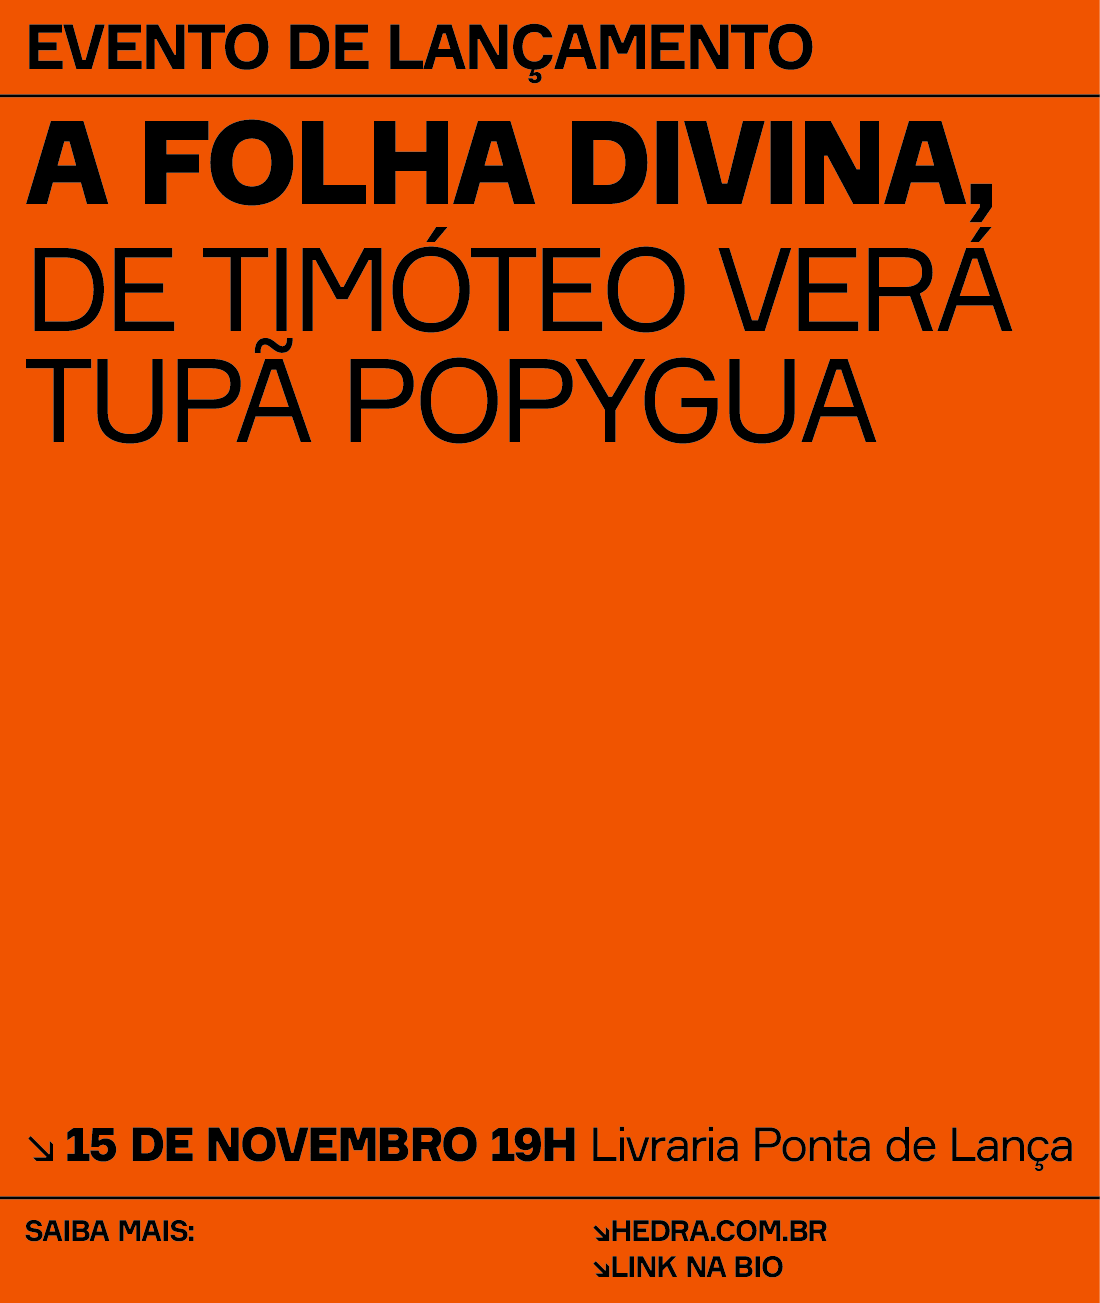 EVENTO DE LANÇAMENTO
A FOLHA DIVINA,
DE TIMÓTEO VERÁ
TUPÃ POPYGUA
↘ 15 DE NOVEMBRO 19H Livraria Ponta de Lança
SAIBA MAIS:
↘HEDRA.COM.BR
↘LINK NA BIO